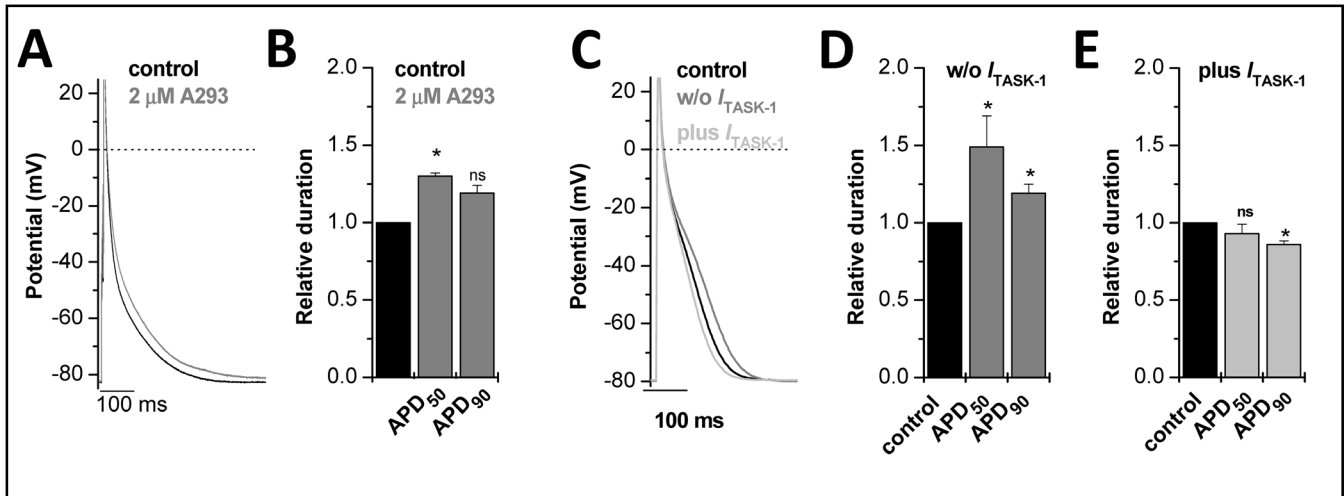 A
control
2 µM A293
Potential (mV)
20
0
-20
-40
-60
-80
100 ms
B
control
2 µM A293
Relative duration
2.0
1.5
1.0
0.5
0.0
*
ns
APD50
APD90
C
control
w/o ITASK-1
plus ITASK-1
Potential (mV)
20
0
-20
-40
-60
-80
100 ms
D
w/o ITASK-1
Relative duration
2.0
1.5
1.0
0.5
0.0
*
*
control
APD50
APD90
E
plus ITASK-1
Relative duration
2.0
1.5
1.0
0.5
0.0
ns
*
control
APD50
APD90